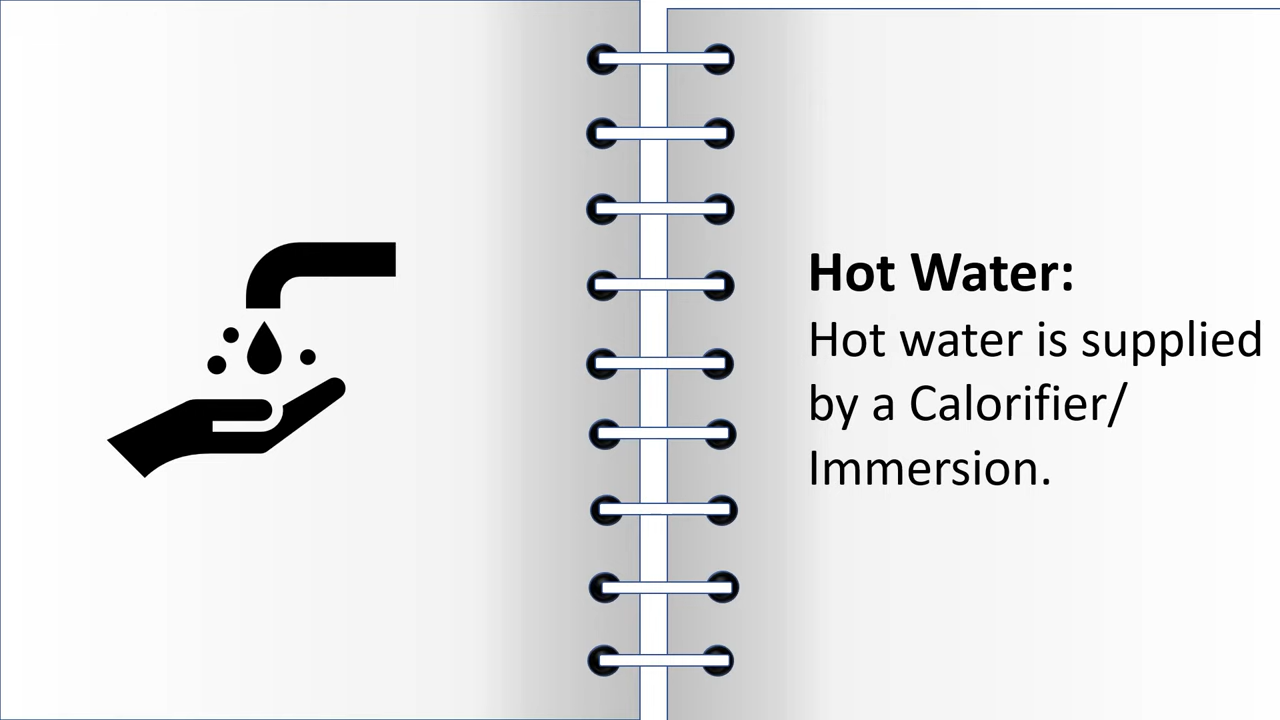 Hot Water:
Hot water is supplied
by a Calorifier/
Immersion.